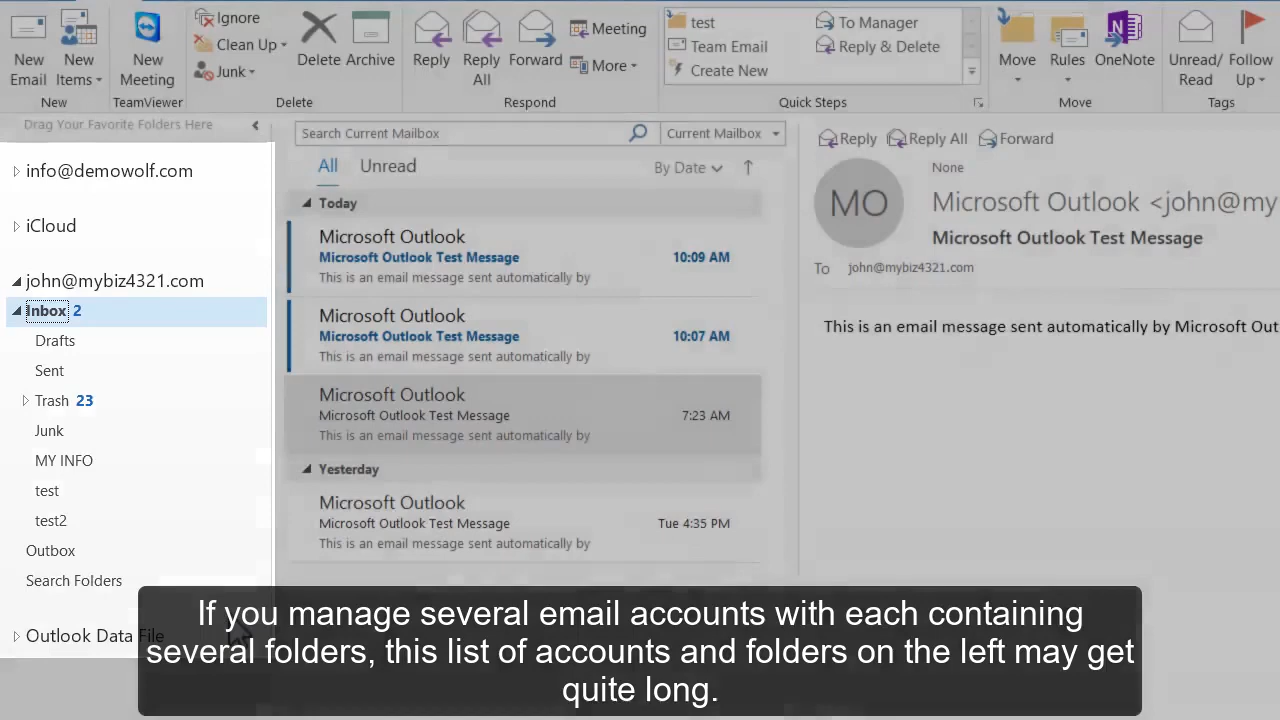 New
Email
New
Items
New
New
Meeting
TeamViewer
Ignore
Clean Up
Junk
Delete
Archive
Delete
Reply
Reply
All
Forward
Meeting
More
Respond
test
Team Email
Create New
To Manager
Reply & Delete
Quick Steps
Move
Rules
OneNote
Move
Unread/
Read
Follow
Up
Tags
Drag Your Favorite Folders Here
info@demowolf.com
iCloud
john@mybiz4321.com
Inbox 2
Drafts
Sent
Trash 23
Junk
MY INFO
test
test2
Outbox
Search Folders
Outlook Data File
Search Current Mailbox
Current Mailbox
All Unread By Date
Today
Microsoft Outlook
Microsoft Outlook Test Message 10:09 AM
This is an email message sent automatically by
Microsoft Outlook
Microsoft Outlook Test Message 10:07 AM
This is an email message sent automatically by
Microsoft Outlook
Microsoft Outlook Test Message 7:23 AM
This is an email message sent automatically by
Yesterday
Microsoft Outlook
Microsoft Outlook Test Message Tue 4:35 PM
This is an email message sent automatically by
Reply Reply All Forward
None
MO
Microsoft Outlook <john@my
Microsoft Outlook Test Message
To john@mybiz4321.com
This is an email message sent automatically by Microsoft Out
If you manage several email accounts with each containing
several folders, this list of accounts and folders on the left may get
quite long.